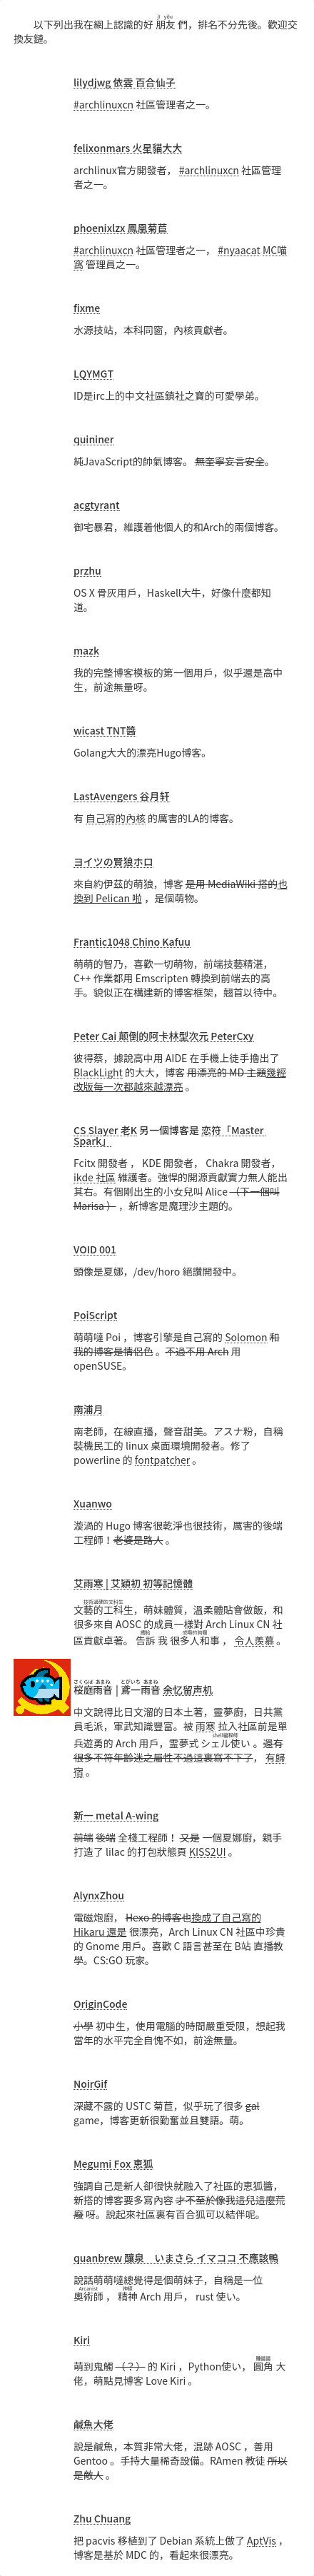 以下列出我在網上認識的好 朋友 們，排名不分先後。歡迎交
換友鏈。
lilydjwg 依雲 百合仙子
#archlinuxcn 社區管理者之一。
felixonmars 火星貓大大
archlinux官方開發者， #archlinuxcn 社區管理
者之一。
phoenixlzx 鳳凰菊苣
#archlinuxcn 社區管理者之一， #nyaacat MC喵
窩 管理員之一。
fixme
水源技站，本科同窗，內核貢獻者。
LQYMGT
ID是irc上的中文社區鎮社之寶的可愛學弟。
quininer
純JavaScript的帥氣博客。 無奎寧妄言安全。
acgtyrant
御宅暴君，維護着他個人的和Arch的兩個博客。
przhu
OS X 骨灰用戶，Haskell大牛，好像什麼都知
道。
mazk
我的完整博客模板的第一個用戶，似乎還是高中
生，前途無量呀。
wicast TNT醬
Golang大大的漂亮Hugo博客。
LastAvengers 谷月轩
有 自己寫的內核 的厲害的LA的博客。
ヨイツの賢狼ホロ
來自約伊茲的萌狼，博客 是用 MediaWiki 搭的也
換到 Pelican 啦 ，是個萌物。
Frantic1048 Chino Kafuu
萌萌的智乃，喜歡一切萌物，前端技藝精湛，
C++ 作業都用 Emscripten 轉換到前端去的高
手。貌似正在構建新的博客框架，翹首以待中。
Peter Cai 颠倒的阿卡林型次元 PeterCxy
彼得蔡，據說高中用 AIDE 在手機上徒手擼出了
BlackLight 的大大，博客 用漂亮的 MD 主題幾經
改版每一次都越來越漂亮 。
CS Slayer 老K 另一個博客是 恋符「Master
Spark」
Fcitx 開發者 ， KDE 開發者， Chakra 開發者，
ikde 社區 維護者。強悍的開源貢獻實力無人能出
其右。有個剛出生的小女兒叫 Alice （下一個叫
Marisa ） ，新博客是魔理沙主題的。
VOID 001
頭像是夏娜，/dev/horo 絕讚開發中。
PoiScript
萌萌噠 Poi ，博客引擎是自己寫的 Solomon 和
我的博客是情侶色 。不過不用 Arch 用
openSUSE。
南浦月
南老師，在線直播，聲音甜美。アスナ粉，自稱
裝機民工的 linux 桌面環境開發者。修了
powerline 的 fontpatcher 。
Xuanwo
漩渦的 Hugo 博客很乾淨也很技術，厲害的後端
工程師！老婆是路人 。
艾雨寒 | 艾穎初 初等記憶體
文藝的工科生，萌妹體質，溫柔體貼會做飯，和
很多來自 AOSC 的成員一樣對 Arch Linux CN 社
區貢獻卓著。 告訴 我 很多人和事 ， 令人羨慕 。
桜庭雨音 | 鳶一雨音 余忆留声机
中文說得比日文溜的日本土著，靈夢廚，日共黨
員毛派，軍武知識豐富。被 雨寒 拉入社區前是單
兵遊勇的 Arch 用戶，靈夢式 シェル使い 。還有
很多不符年齡迷之屬性不過這裏寫不下了， 有歸
宿 。
新一 metal A-wing
前端 後端 全棧工程師！ 又是 一個夏娜廚，親手
打造了 lilac 的打包狀態頁 KISS2UI 。
AlynxZhou
電磁炮廚， Hexo 的博客也換成了自己寫的
Hikaru 還是 很漂亮，Arch Linux CN 社區中珍貴
的 Gnome 用戶。喜歡 C 語言甚至在 B站 直播教
學。CS:GO 玩家。
OriginCode
小學 初中生，使用電腦的時間嚴重受限，想起我
當年的水平完全自愧不如，前途無量。
NoirGif
深藏不露的 USTC 菊苣，似乎玩了很多 gal
game，博客更新很勤奮並且雙語。萌。
Megumi Fox 恵狐
強調自己是新人卻很快就融入了社區的恵狐醬，
新搭的博客要多寫內容 才不至於像我這兒這麼荒
廢 呀。說起來社區裏有百合狐可以結伴呢。
quanbrew 釀泉　いまさら イマココ 不應該鴨
說話萌萌噠總覺得是個萌妹子，自稱是一位
奧術師 ， 精神 Arch 用戶， rust 使い。
Kiri
萌到鬼觸 （？） 的 Kiri ，Python使い， 圓角 大
佬，萌點見博客 Love Kiri 。
鹹魚大佬
說是鹹魚，本質非常大佬，混跡 AOSC ，善用
Gentoo 。手持大量稀奇設備。RAmen 教徒 所以
是敵人 。
Zhu Chuang
把 pacvis 移植到了 Debian 系統上做了 AptVis ，
博客是基於 MDC 的，看起來很漂亮。